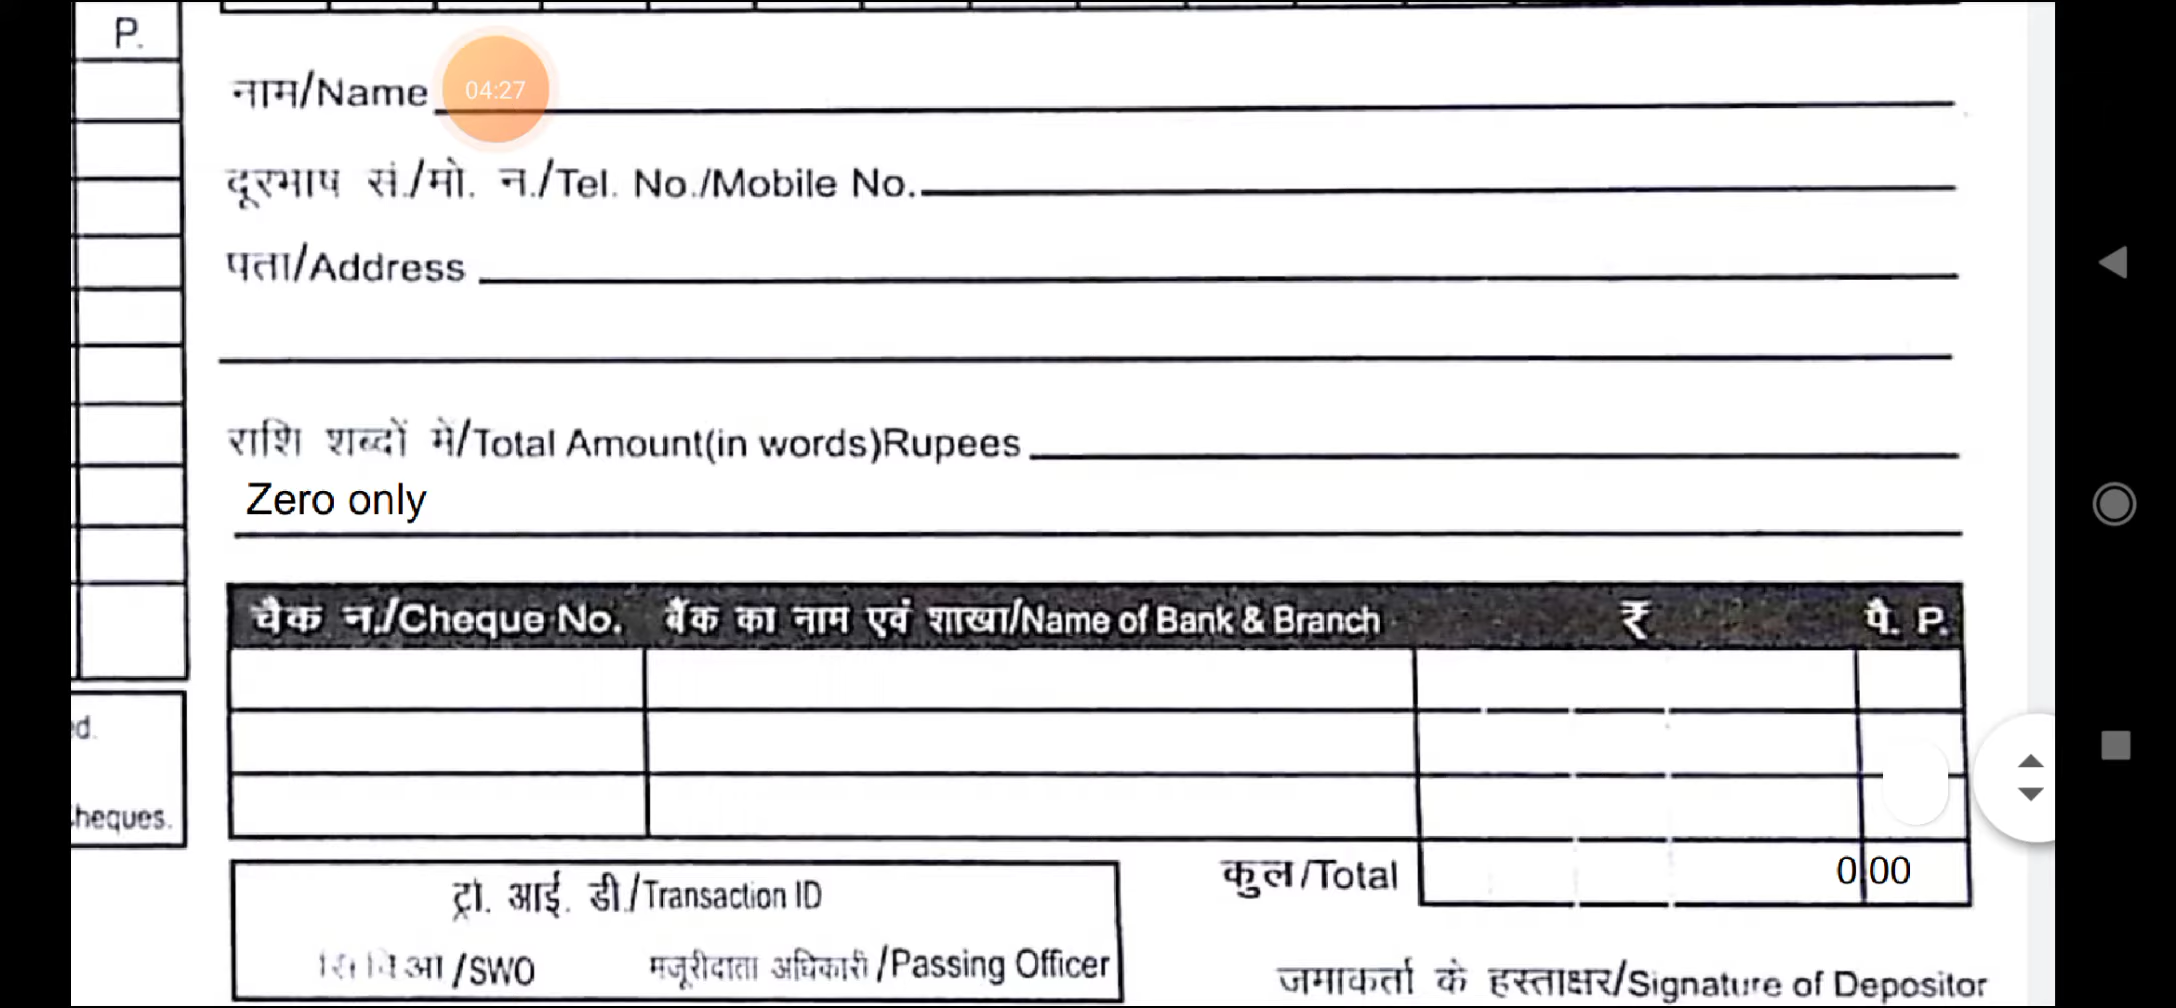 P.
नाम/Name
04:27
दूरभाष सं./मो. न./Tel. No./Mobile No.
पता/Address
राशि शब्दों में/Total Amount(in words)Rupees
Zero only
चैक न./Cheque No. बैंक का नाम एवं शाखा/Name of Bank & Branch ₹ पै. P.
ed.
heques.
कुल/Total 0 00
ट्रां. आई. डी/Transaction ID
/SWO मजूरीदाता अधिकारी/Passing Officer
जमाकर्ता के हस्ताक्षर/Signature of Depositor